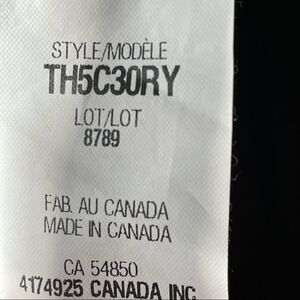 STYLE/MODÈLE
TH5C30RY
LOT/LOT
8789
FAB. AU CANADA
MADE IN CANADA
CA 54850
4174925 CANADA INC.